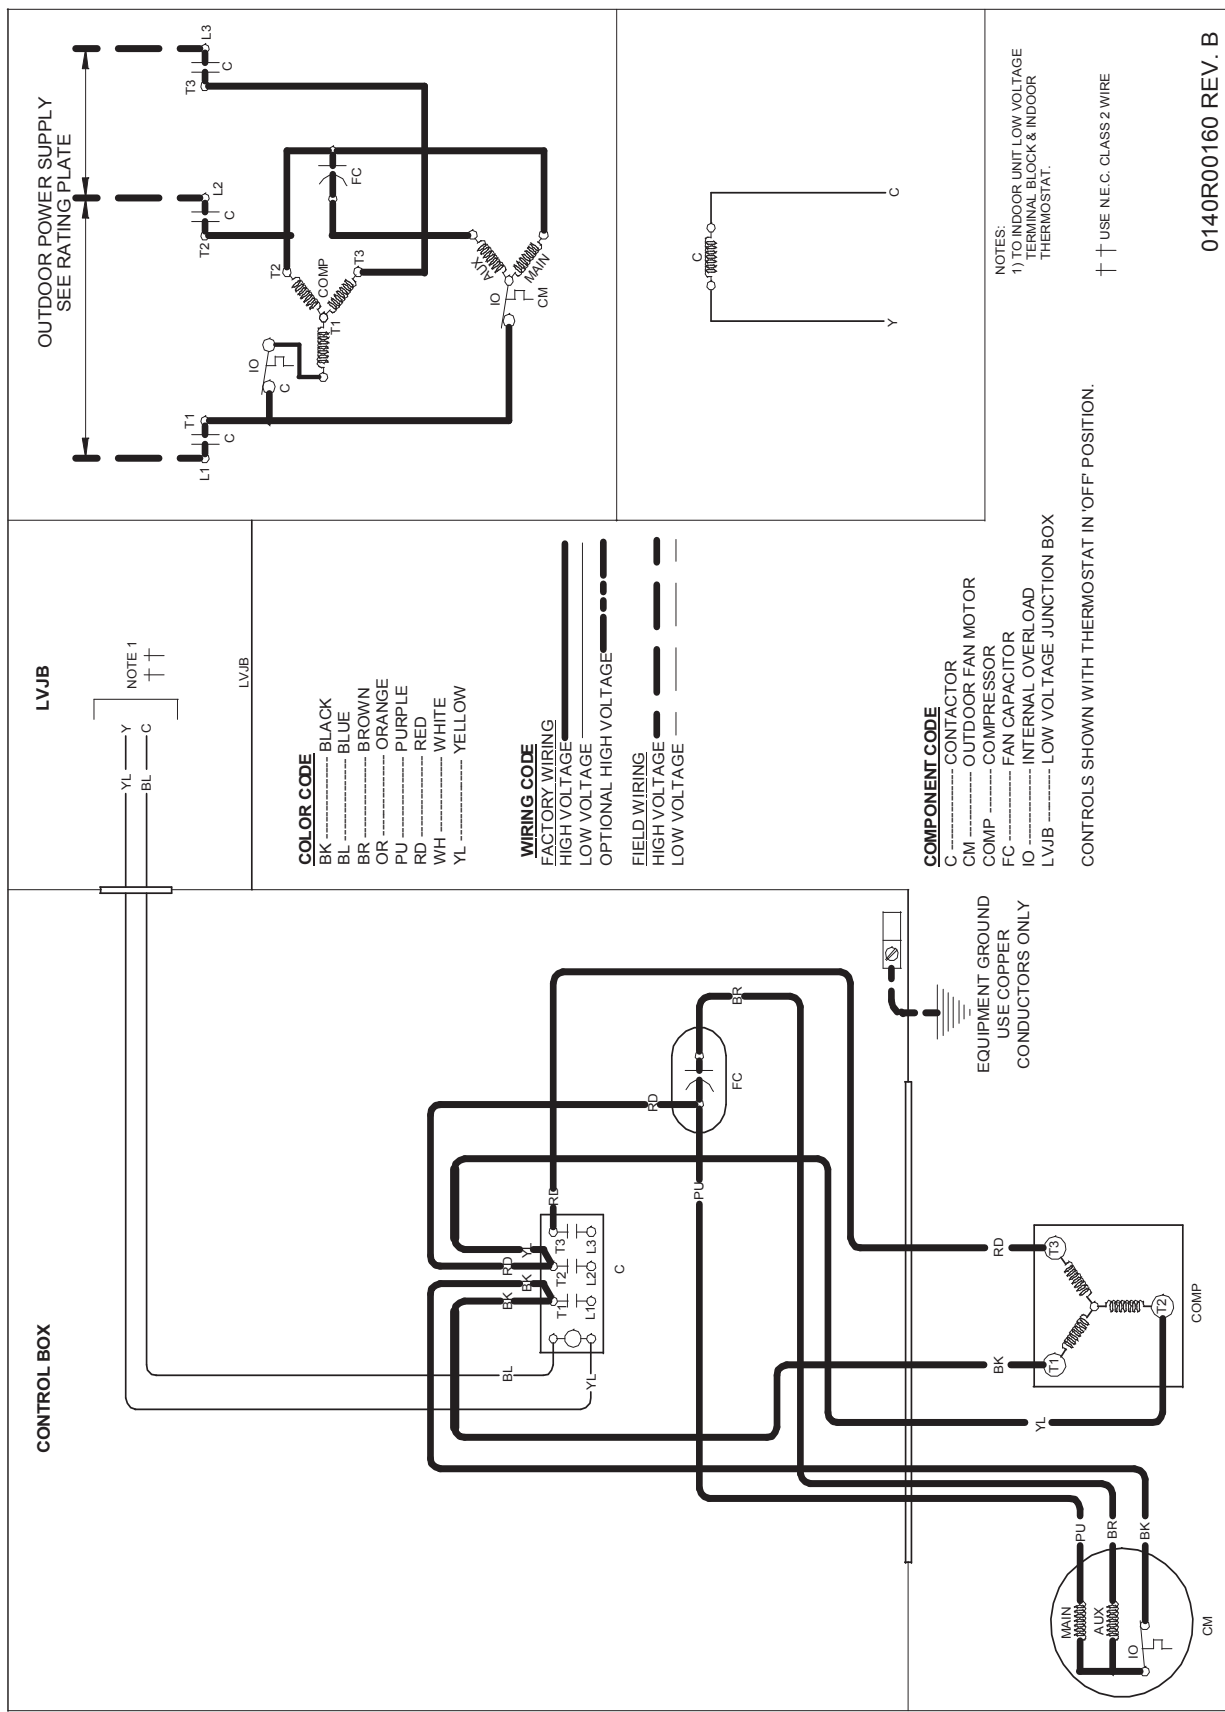 CONTROL BOX
LVJB
YL
Y
BL
C
NOTE 1
LVJB
BL
YL
BK
BK
RD
YL
RD
T1
T2
T3
L1
L2
L3
C
RD
PU
FC
BR
MAIN
AUX
IO
CM
PU
BR
BK
YL
BK
RD
T1
T2
T3
COMP
EQUIPMENT GROUND
USE COPPER
CONDUCTORS ONLY
COLOR CODE
BK ---------------- BLACK
BL ---------------- BLUE
BR ---------------- BROWN
OR ---------------- ORANGE
PU ---------------- PURPLE
RD ---------------- RED
WH ---------------- WHITE
YL ---------------- YELLOW
WIRING CODE
FACTORY WIRING
HIGH VOLTAGE
LOW VOLTAGE
OPTIONAL HIGH VOLTAGE
FIELD WIRING
HIGH VOLTAGE
LOW VOLTAGE
COMPONENT CODE
C ---------------- CONTACTOR
CM ---------------- OUTDOOR FAN MOTOR
COMP ---------- COMPRESSOR
FC ---------------- FAN CAPACITOR
IO ---------------- INTERNAL OVERLOAD
LVJB ---------- LOW VOLTAGE JUNCTION BOX
CONTROLS SHOWN WITH THERMOSTAT IN 'OFF' POSITION.
OUTDOOR POWER SUPPLY
SEE RATING PLATE
L1
C
T1
T2
C
L2
T3
C
L3
IO
C
T1
T2
COMP
T3
FC
AUX
MAIN
IO
CM
C
Y
C
NOTES:
1) TO INDOOR UNIT LOW VOLTAGE
TERMINAL BLOCK & INDOOR
THERMOSTAT.
†† USE N.E.C. CLASS 2 WIRE
0140R00160 REV. B